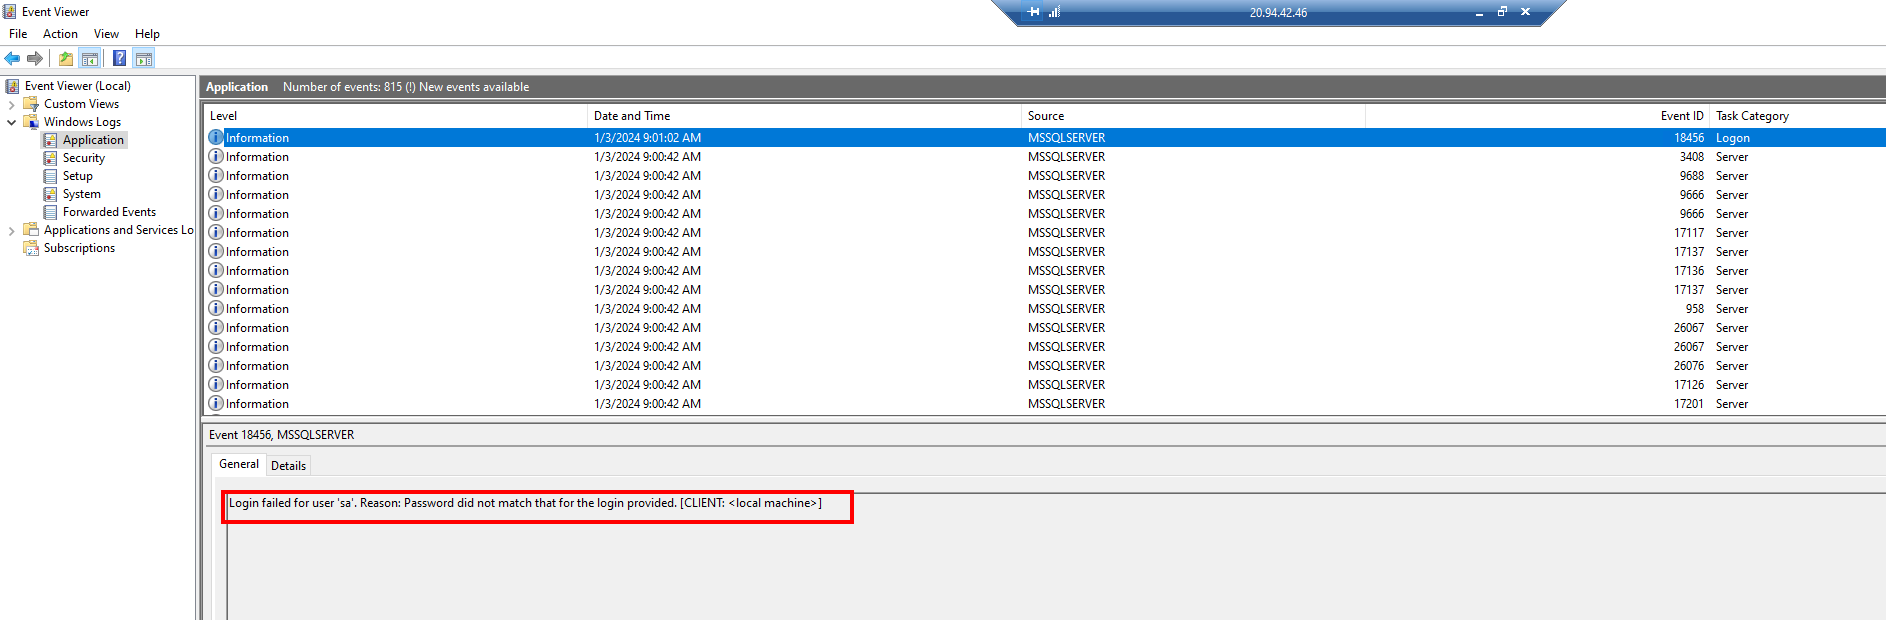 Event Viewer
20.94.42.46
File Action View Help
Event Viewer (Local)
Custom Views
Windows Logs
Application
Security
Setup
System
Forwarded Events
Applications and Services Lo
Subscriptions
Application Number of events: 815 (!) New events available
Level Date and Time Source Event ID Task Category
Information 1/3/2024 9:01:02 AM MSSQLSERVER 18456 Logon
Information 1/3/2024 9:00:42 AM MSSQLSERVER 3408 Server
Information 1/3/2024 9:00:42 AM MSSQLSERVER 9688 Server
Information 1/3/2024 9:00:42 AM MSSQLSERVER 9666 Server
Information 1/3/2024 9:00:42 AM MSSQLSERVER 9666 Server
Information 1/3/2024 9:00:42 AM MSSQLSERVER 17117 Server
Information 1/3/2024 9:00:42 AM MSSQLSERVER 17137 Server
Information 1/3/2024 9:00:42 AM MSSQLSERVER 17136 Server
Information 1/3/2024 9:00:42 AM MSSQLSERVER 17137 Server
Information 1/3/2024 9:00:42 AM MSSQLSERVER 958 Server
Information 1/3/2024 9:00:42 AM MSSQLSERVER 26067 Server
Information 1/3/2024 9:00:42 AM MSSQLSERVER 26067 Server
Information 1/3/2024 9:00:42 AM MSSQLSERVER 26076 Server
Information 1/3/2024 9:00:42 AM MSSQLSERVER 17126 Server
Information 1/3/2024 9:00:42 AM MSSQLSERVER 17201 Server
Event 18456, MSSQLSERVER
General Details
Login failed for user 'sa'. Reason: Password did not match that for the login provided. [CLIENT: <local machine>]